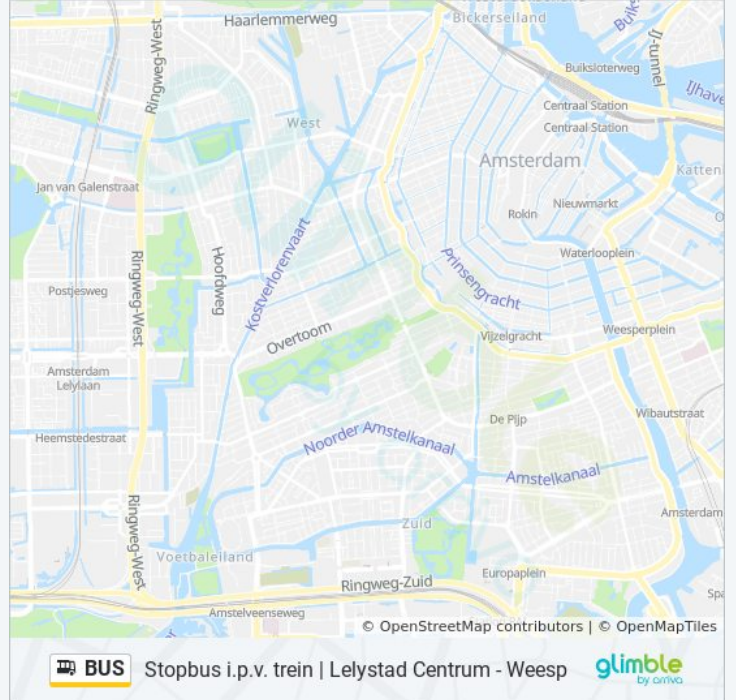 Haarlemmerweg
Bickerseiland
Buiks
IJ-tunnel
Ringweg-West
Buiksloterweg
IJhave
Centraal Station
Centraal Station
West
Amsterdam
Katten
Jan van Galenstraat
Nieuwmarkt
Rokin
O
Kostverlorenvaart
Hoofdweg
Waterlooplein
Ringweg-West
Prinsengracht
Postjesweg
Overtoom
Vijzelgracht
Weesperplein
Amsterdam
Lelylaan
De Pijp
Wibautstraat
Heemstedestraat
Noorder Amstelkanaal
Amstelkanaal
Ringweg-West
Zuid
Amsterdam
Voetbaleiland
Europaplein
Ringweg-Zuid
Spa
Amstelveenseweg
er
© OpenStreetMap contributors | © OpenMapTiles
BUS Stopbus i.p.v. trein | Lelystad Centrum - Weesp
glimble
by arriva